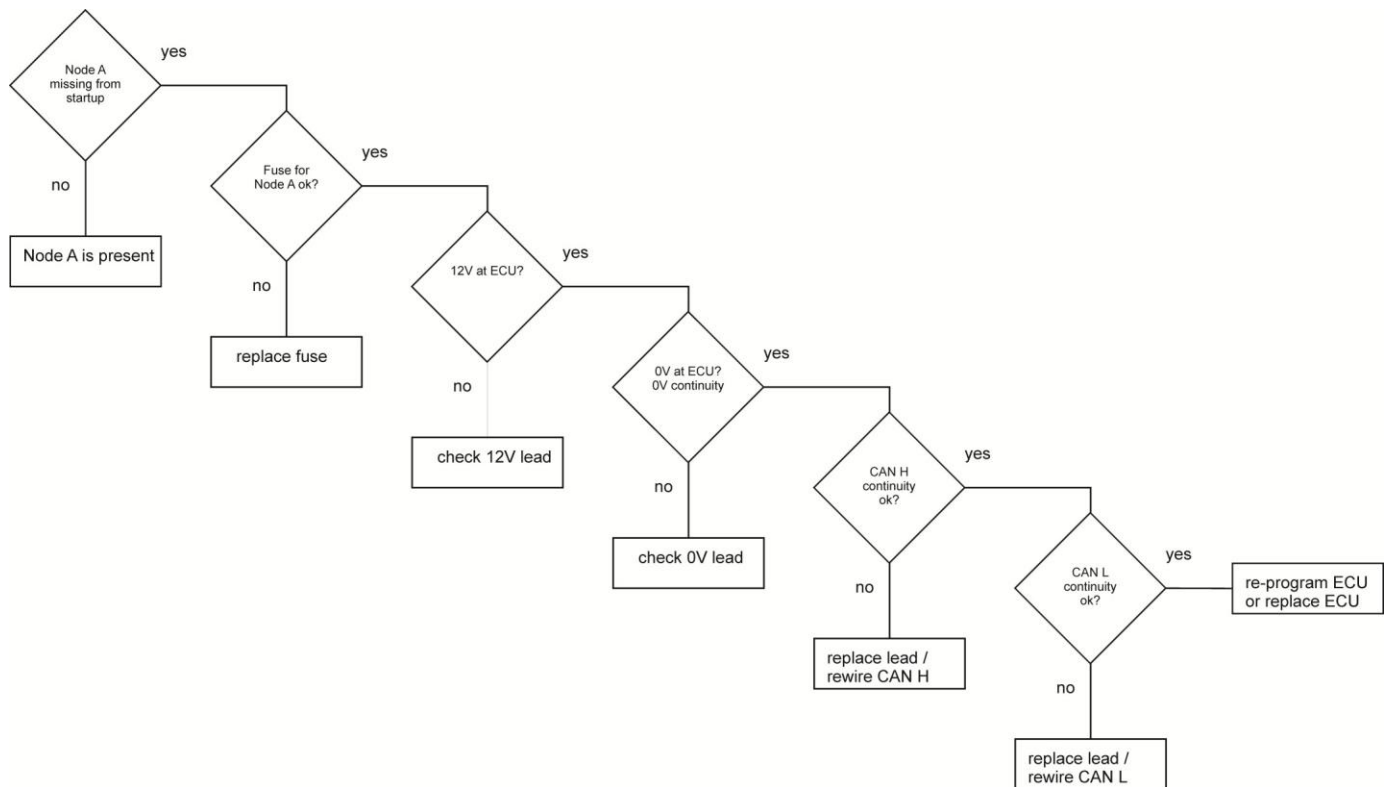 yes
Node A
missing from
startup
no
Node A is present
yes
Fuse for
Node A ok?
no
replace fuse
yes
12V at ECU?
no
check 12V lead
yes
0V at ECU?
0V continuity
no
check 0V lead
yes
CAN H
continuity
ok?
no
replace lead /
rewire CAN H
yes
CAN L
continuity
ok?
re-program ECU
or replace ECU
no
replace lead /
rewire CAN L